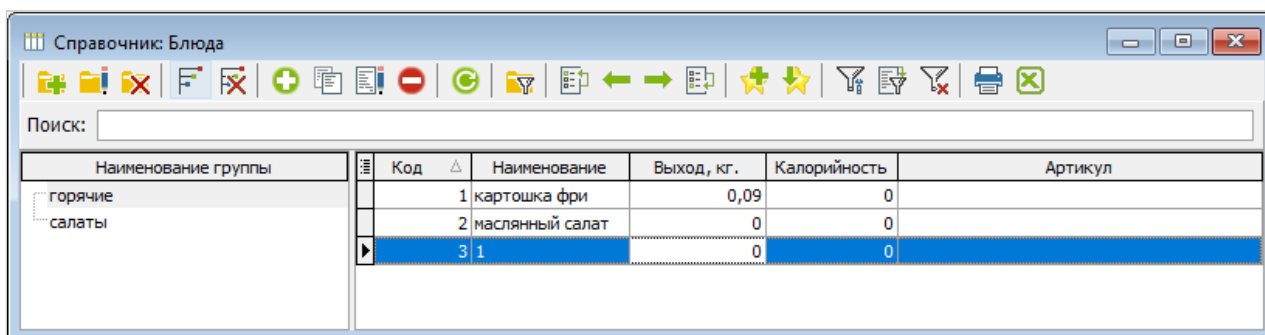 Справочник: Блюда
Поиск:
Наименование группы
Код Наименование Выход, кг. Калорийность Артикул
горячие
салаты
1 картошка фри 0,09 0
2 маслянный салат 0 0
3 1 0 0